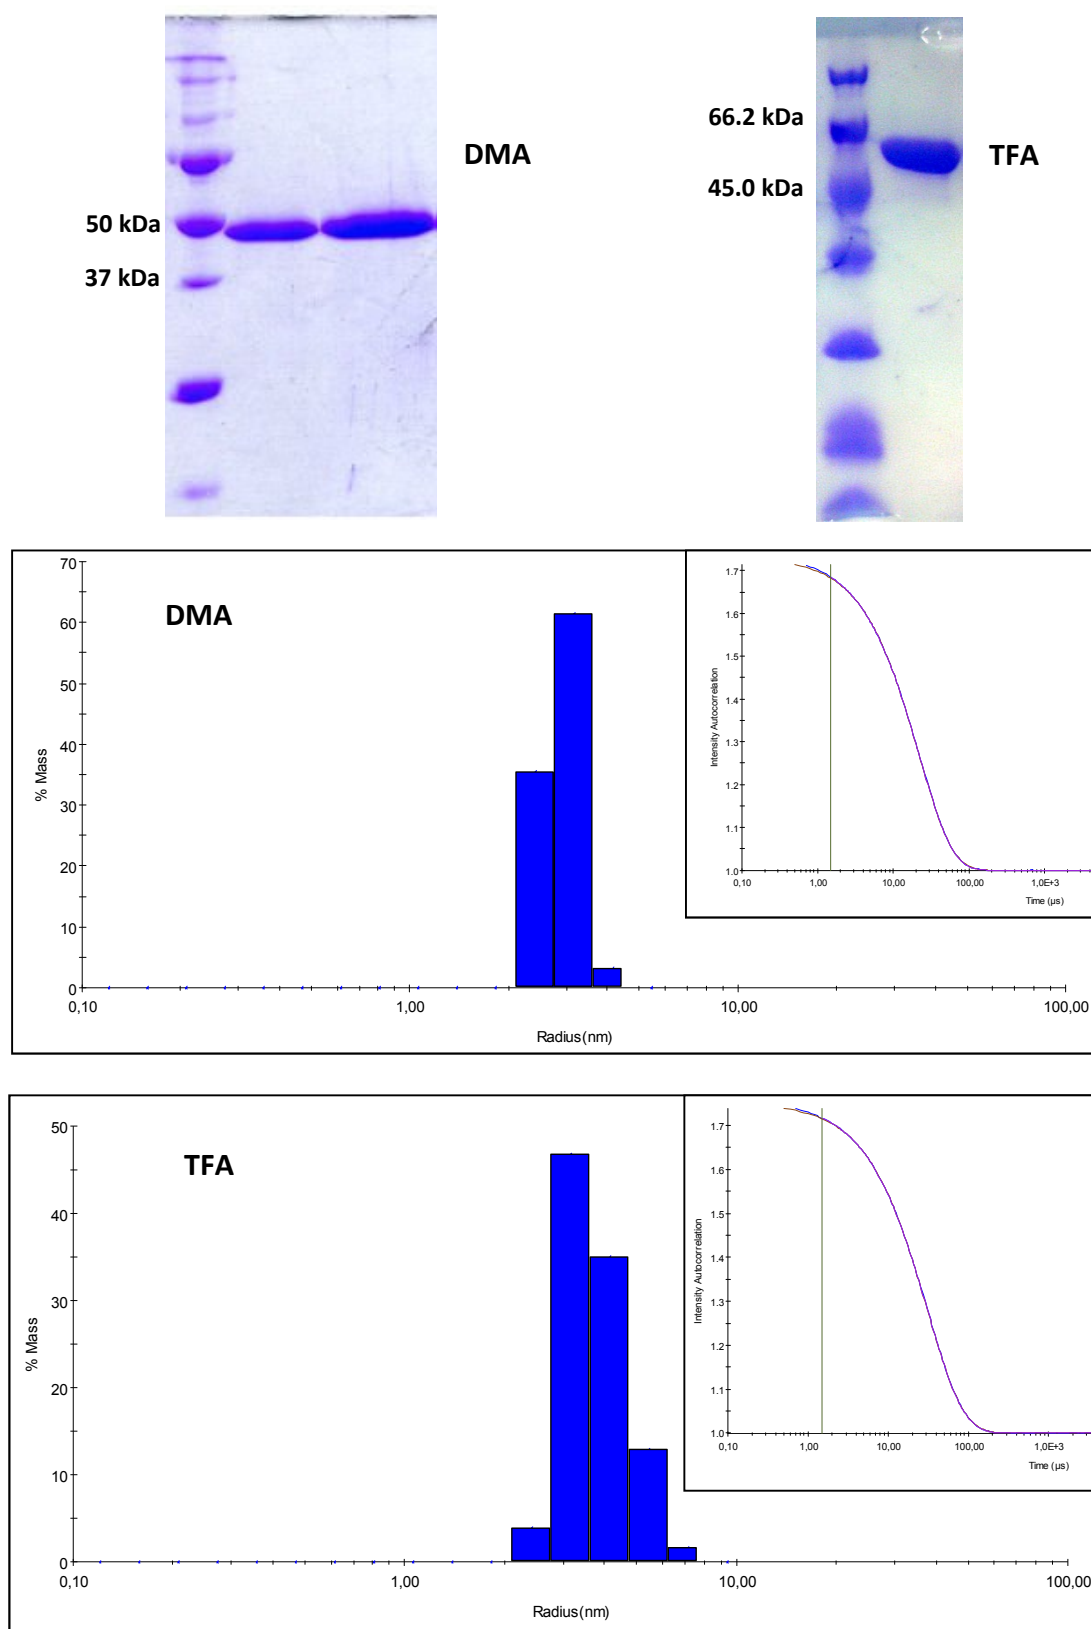 66.2 kDa
DMA
TFA
45.0 kDa
50 kDa
37 kDa
70
60
50
40
30
20
10
0
% Mass
DMA
0,10 1,00 10,00 100,00
Radius(nm)
1.7
1.6
1.5
1.4
1.3
1.2
1.1
1.0
Intensity Autocorrelation
0,10 1,00 10,00 100,00 1,0E+3
Time (µs)
50
40
30
20
10
0
% Mass
TFA
0,10 1,00 10,00 100,00
Radius(nm)
1.7
1.6
1.5
1.4
1.3
1.2
1.1
1.0
Intensity Autocorrelation
0,10 1,00 10,00 100,00 1,0E+3
Time (µs)